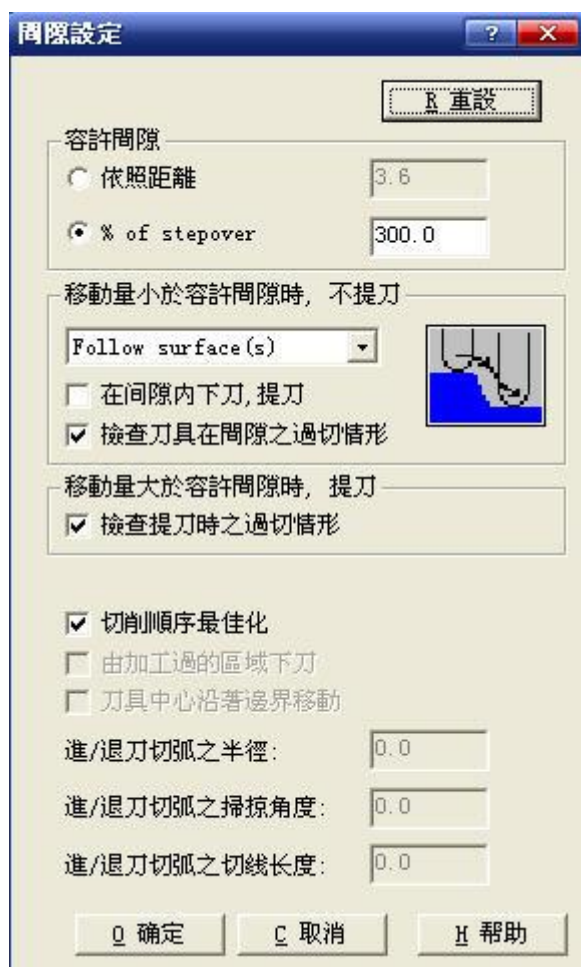 間隙設定
R 重設
容許間隙
依照距離 3.6
% of stepover 300.0
移動量小於容許間隙時, 不提刀
Follow surface(s)
在间隙内下刀,提刀
檢查刀具在間隙之過切情形
移動量大於容許間隙時, 提刀
檢查提刀時之過切情形
切削順序最佳化
由加工過的區域下刀
刀具中心沿著邊界移動
進/退刀切弧之半徑: 0.0
進/退刀切弧之掃掠角度: 0.0
進/退刀切弧之切线长度: 0.0
O 确定 C 取消 H 帮助